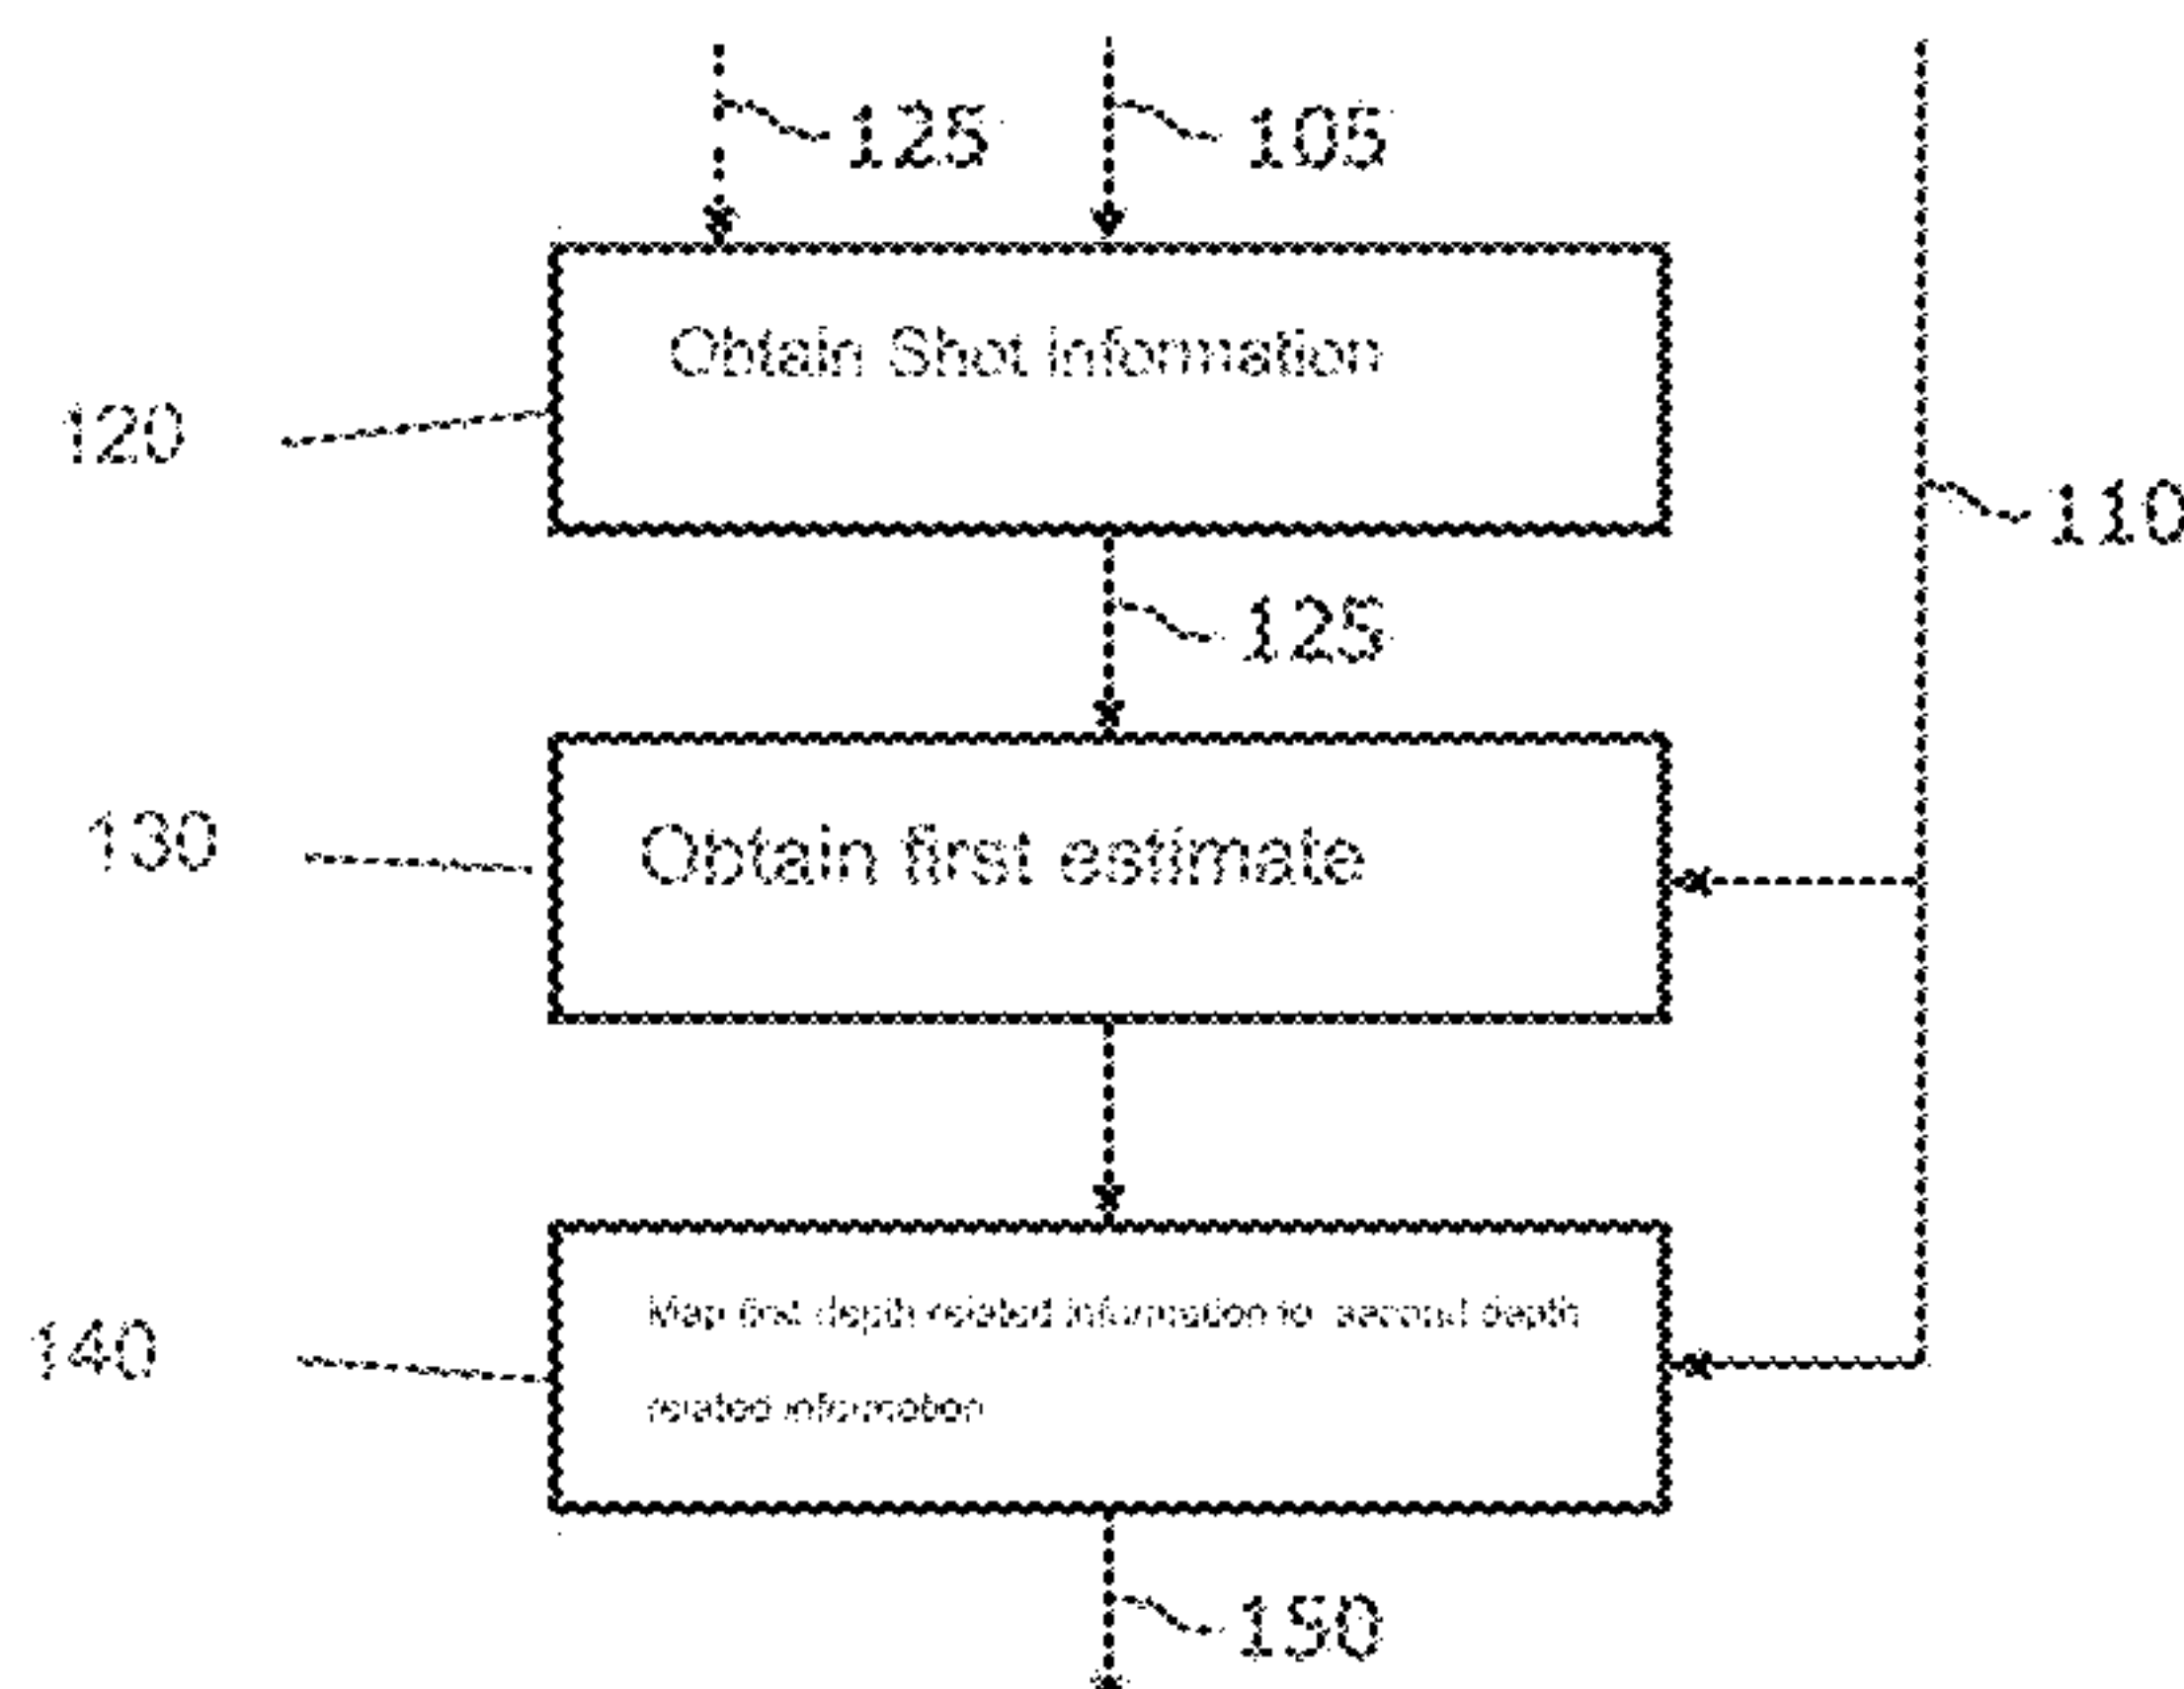 125 105
Obtain Shot information
120
110
125
130
Obtain first estimate
140
Map first depth related information to second depth
related information
150